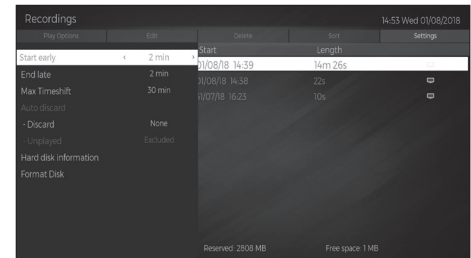 Recordings 14:53 Wed 01/08/2018
Play Options Edit Delete Sort Settings
Start Length
Start early ‹ 2 min › 01/08/18 14:39 14m 26s
End late 2 min 01/08/18 14:38 22s
Max Timeshift 30 min 31/07/18 16:23 10s
Auto discard
- Discard None
- Unplayed Excluded
Hard disk information
Format Disk
Reserved: 2808 MB Free space: 1 MB